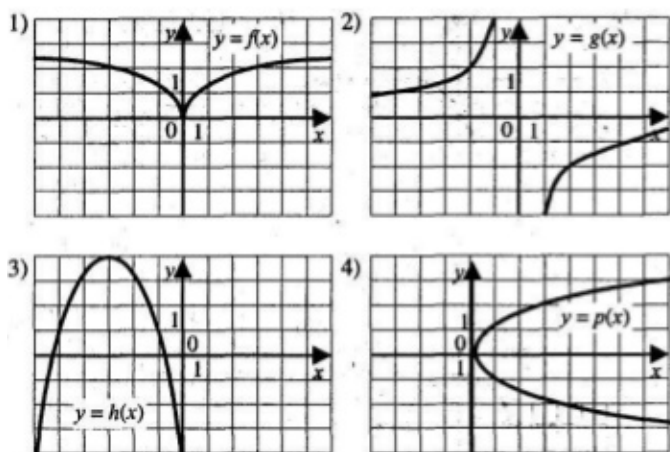 1)
y
y = f(x)
1
0
1
x
2)
y
y = g(x)
1
0
1
x
3)
y
1
0
1
x
y = h(x)
4)
y
1
0
1
x
y = p(x)